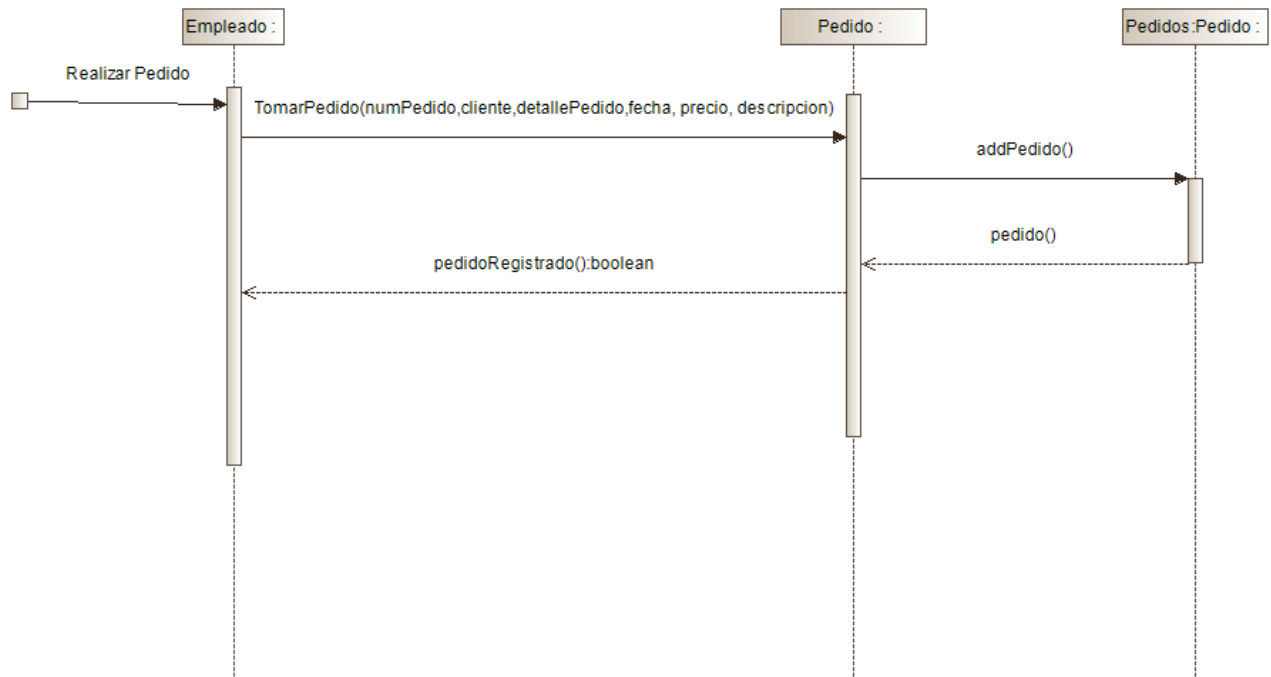 Empleado :
Pedido :
Pedidos:Pedido :
Realizar Pedido
TomarPedido(numPedido,cliente,detallePedido,fecha, precio, descripcion)
addPedido()
pedido()
pedidoRegistrado():boolean